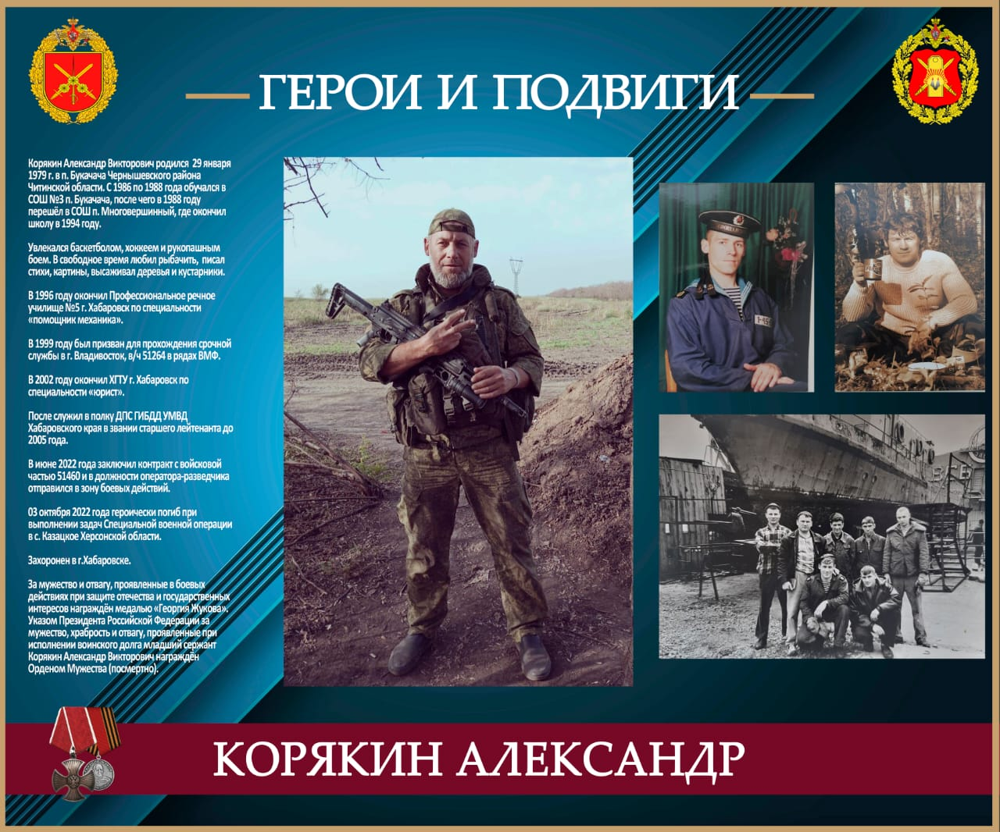 ГЕРОИ И ПОДВИГИ
Корякин Александр Викторович родился 29 января
1979 г. в п. Букачача Чернышевского района
Читинской области. С 1986 по 1988 года обучался в
СОШ №3 п. Букачача, после чего в 1988 году
перешёл в СОШ п. Многовершинный, где окончил
школу в 1994 году.
Увлекался баскетболом, хоккеем и рукопашным
боем. В свободное время любил рыбачить, писал
стихи, картины, высаживал деревья и кустарники.
В 1996 году окончил Профессиональное речное
училище №5 г. Хабаровск по специальности
«помощник механика».
В 1999 году был призван для прохождения срочной
службы в г. Владивосток, в/ч 51264 в рядах ВМФ.
В 2002 году окончил ХГТУ г. Хабаровск по
специальности «юрист».
После служил в полку ДПС ГИБДД УМВД
Хабаровского края в звании старшего лейтенанта до
2005 года.
В июне 2022 года заключил контракт с войсковой
частью 51460 и в должности оператора-разведчика
отправился в зону боевых действий.
03 октября 2022 года героически погиб при
выполнении задач Специальной военной операции
в с. Казацкое Херсонской области.
Захоронен в г.Хабаровске.
За мужество и отвагу, проявленные в боевых
действиях при защите отечества и государственных
интересов награждён медалью «Георгия Жукова».
Указом Президента Российской Федерации за
мужество, храбрость и отвагу, проявленные при
исполнении воинского долга младший сержант
Корякин Александр Викторович награждён
Орденом Мужества (посмертно).
КОРЯКИН АЛЕКСАНДР